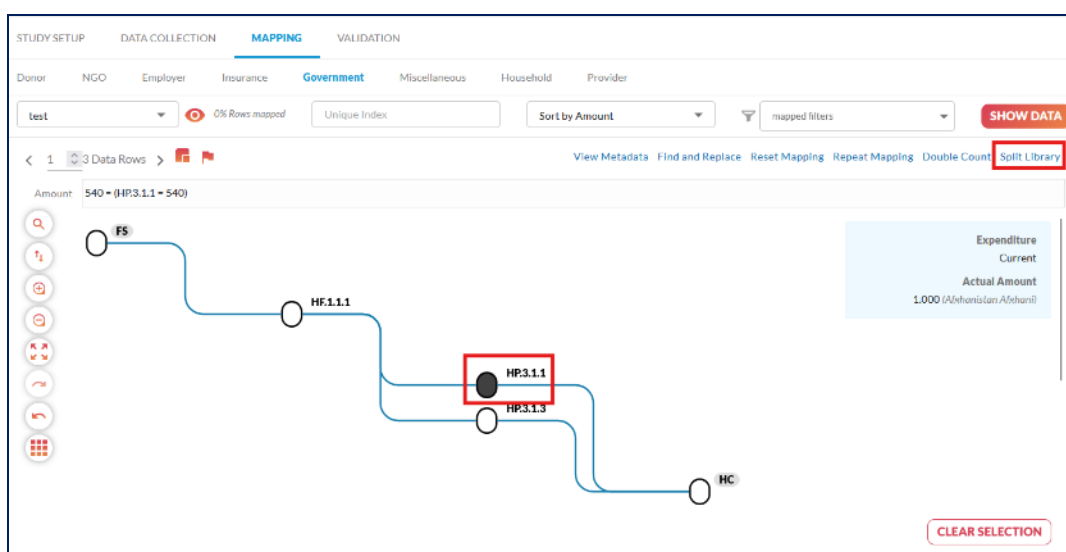 STUDY SETUP DATA COLLECTION MAPPING VALIDATION
Donor NGO Employer Insurance Government Miscellaneous Household Provider
test 0% Rows mapped Unique Index Sort by Amount mapped filters SHOW DATA
1 3 Data Rows View Metadata Find and Replace Reset Mapping Repeat Mapping Double Count Split Library
Amount 540 = (HP.3.1.1 = 540)
FS
Expenditure
Current
Actual Amount
1.000 (Afghanistan Afghani)
HF.1.1.1
HP.3.1.1
HP.3.1.3
HC
CLEAR SELECTION